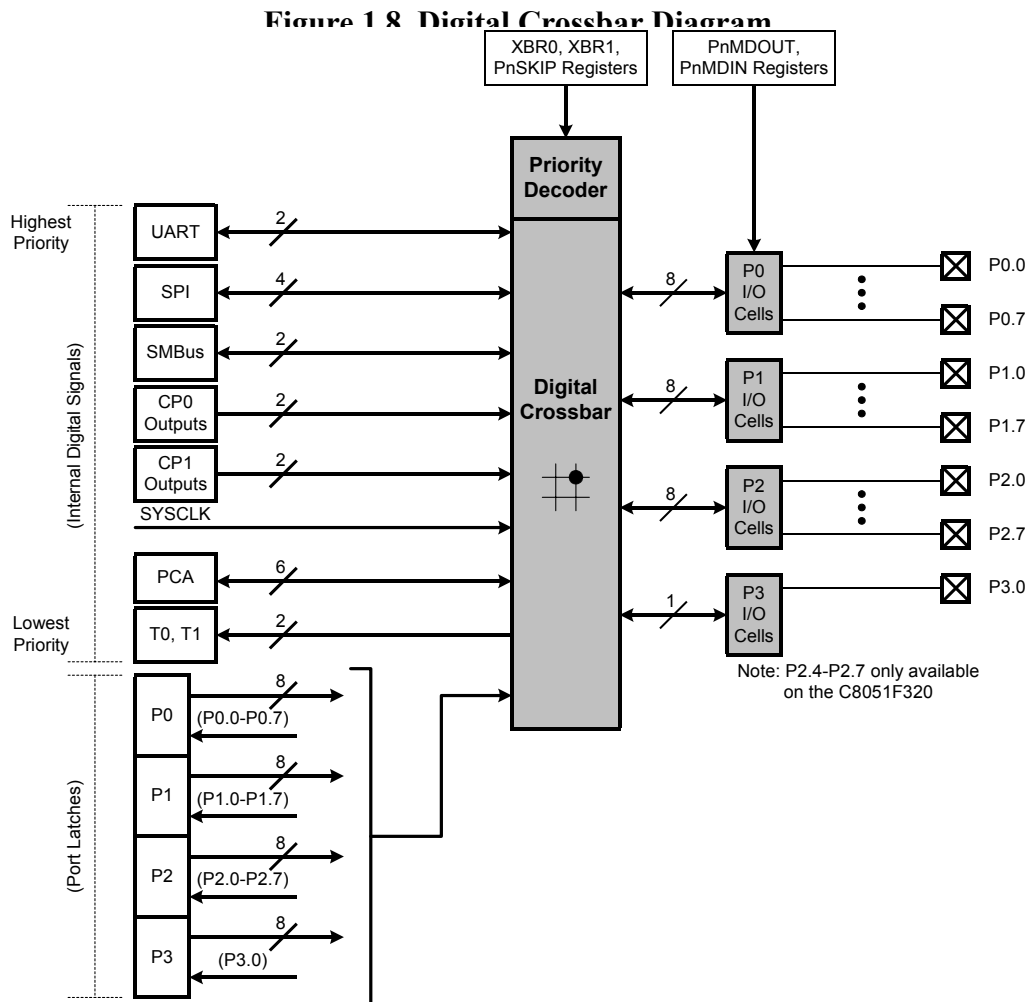 Figure 1.8. Digital Crossbar Diagram
XBR0, XBR1,
PnSKIP Registers
PnMDOUT,
PnMDIN Registers
Priority
Decoder
Highest
Priority
UART
2
SPI
4
SMBus
2
CP0
Outputs
2
CP1
Outputs
2
SYSCLK
PCA
6
T0, T1
2
Lowest
Priority
(Internal Digital Signals)
Digital
Crossbar
8
P0
I/O
Cells
P0.0
P0.7
8
P1
I/O
Cells
P1.0
P1.7
8
P2
I/O
Cells
P2.0
P2.7
1
P3
I/O
Cells
P3.0
Note: P2.4-P2.7 only available
on the C8051F320
(Port Latches)
P0
8
(P0.0-P0.7)
P1
8
(P1.0-P1.7)
P2
8
(P2.0-P2.7)
P3
8
(P3.0)